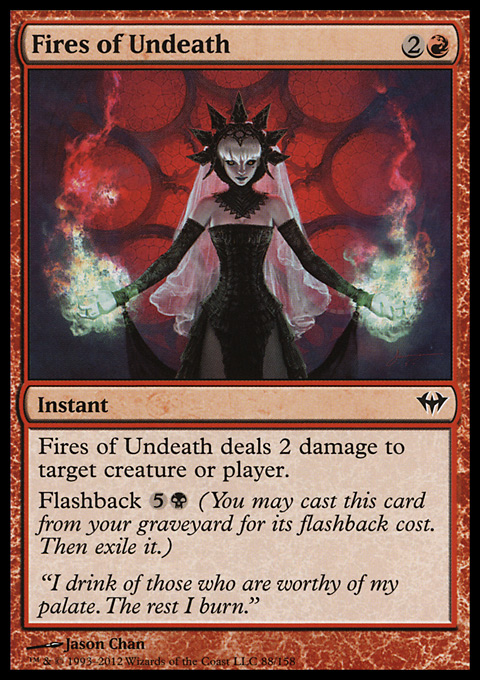 Fires of Undeath 2
Instant
Fires of Undeath deals 2 damage to
target creature or player.
Flashback 5 (You may cast this card
from your graveyard for its flashback cost.
Then exile it.)
“I drink of those who are worthy of my
palate. The rest I burn.”
Jason Chan
™ & © 1993–2012 Wizards of the Coast LLC 88/158